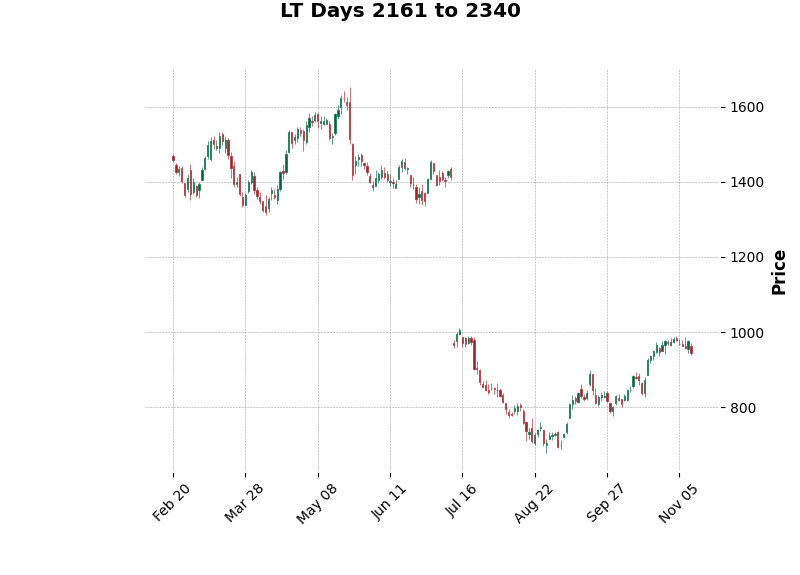 LT Days 2161 to 2340
1600
1400
1200
1000
800
Price
Feb 20
Mar 28
May 08
Jun 11
Jul 16
Aug 22
Sep 27
Nov 05